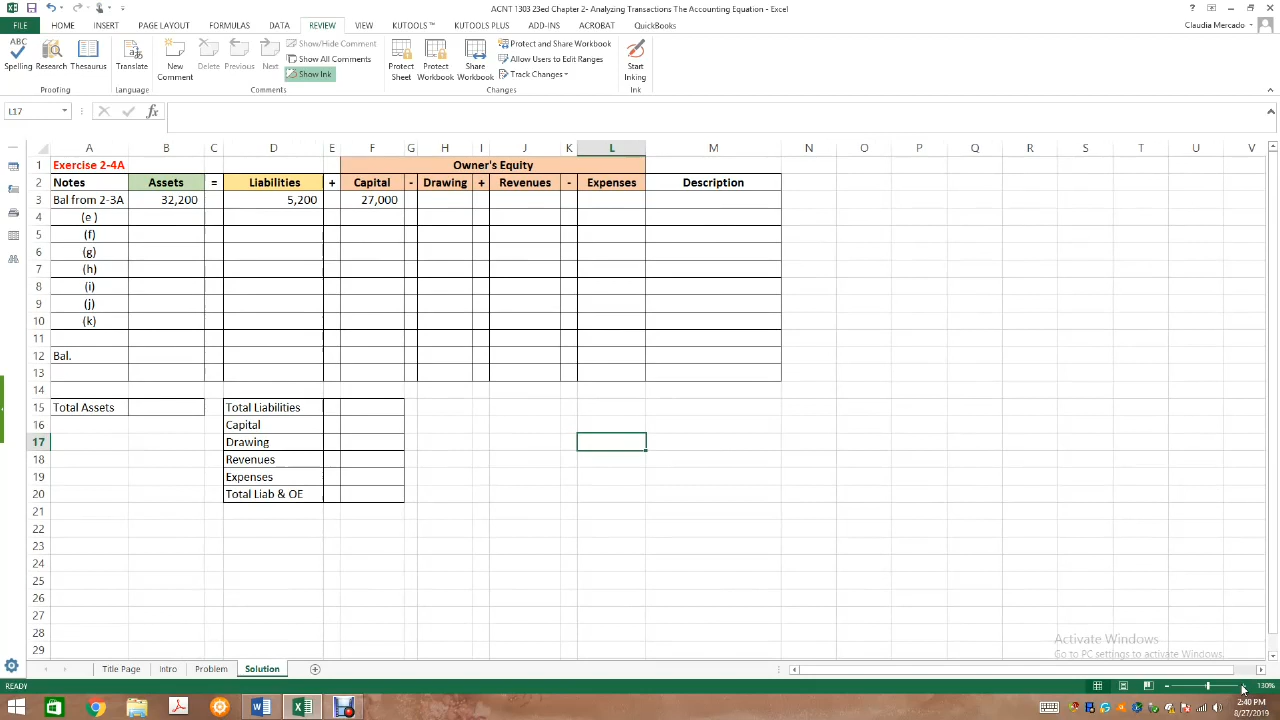 ACNT 1303 23ed Chapter 2- Analyzing Transactions The Accounting Equation - Excel
FILE HOME INSERT PAGE LAYOUT FORMULAS DATA REVIEW VIEW KUTOOLS ™ KUTOOLS PLUS ADD-INS ACROBAT QuickBooks Claudia Mercado
ABC
Spelling Research Thesaurus Translate New Comment Delete Previous Next Show/Hide Comment Show All Comments Show Ink Protect Sheet Protect Workbook Share Workbook Protect and Share Workbook Allow Users to Edit Ranges Track Changes Start Inking
Proofing Language Comments Changes Ink
L17 fx
A B C D E F G H I J K L M N O P Q R S T U V
1 Exercise 2-4A Owner's Equity
2 Notes Assets = Liabilities + Capital - Drawing + Revenues - Expenses Description
3 Bal from 2-3A 32,200 5,200 27,000
4 (e )
5 (f)
6 (g)
7 (h)
8 (i)
9 (j)
10 (k)
11
12 Bal.
13
14
15 Total Assets Total Liabilities
16 Capital
17 Drawing
18 Revenues
19 Expenses
20 Total Liab & OE
21
22
23
24
25
26
27
28
29
Activate Windows
Go to PC settings to activate Windows.
Title Page Intro Problem Solution
READY 130%
2:40 PM
8/27/2019